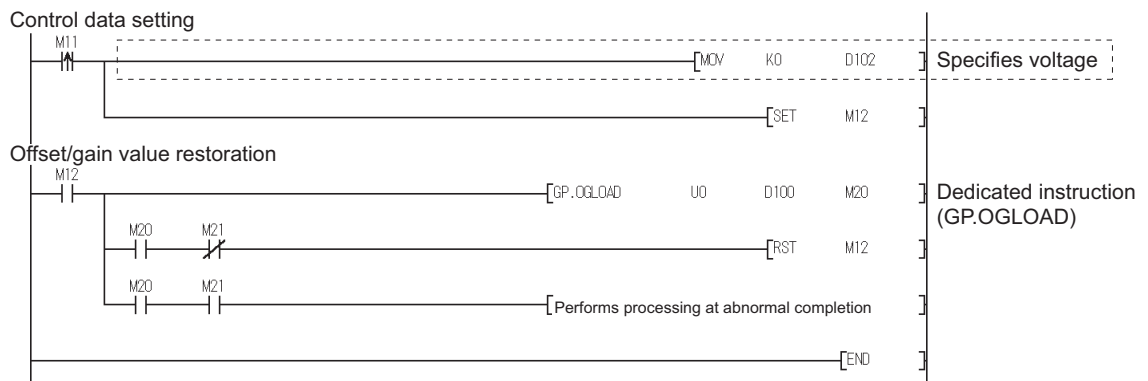 Control data setting
M11
[MOV K0 D102 ] Specifies voltage
[SET M12 ]
Offset/gain value restoration
M12
[GP.OGLOAD U0 D100 M20 ] Dedicated instruction
(GP.OGLOAD)
M20 M21
[RST M12 ]
M20 M21
[Performs processing at abnormal completion ]
[END ]